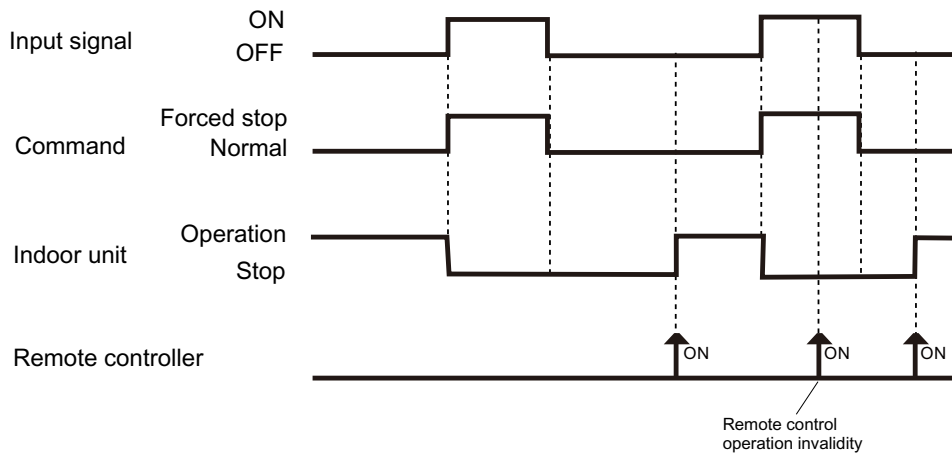 ON
Input signal
OFF
Forced stop
Command
Normal
Operation
Indoor unit
Stop
Remote controller
ON
ON
ON
Remote control
operation invalidity